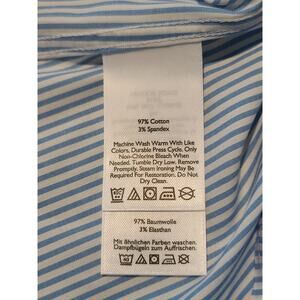 97% Cotton
3% Spandex
Machine Wash Warm With Like
Colors, Durable Press Cycle, Only
Non-Chlorine Bleach When
Needed, Tumble Dry Low, Remove
Promptly. Steam Ironing May Be
Required For Restoration. Do Not
Dry Clean.
97% Baumwolle
3% Elasthan
Mit ähnlichen Farben waschen.
Dampfbügeln zum Auffrischen.